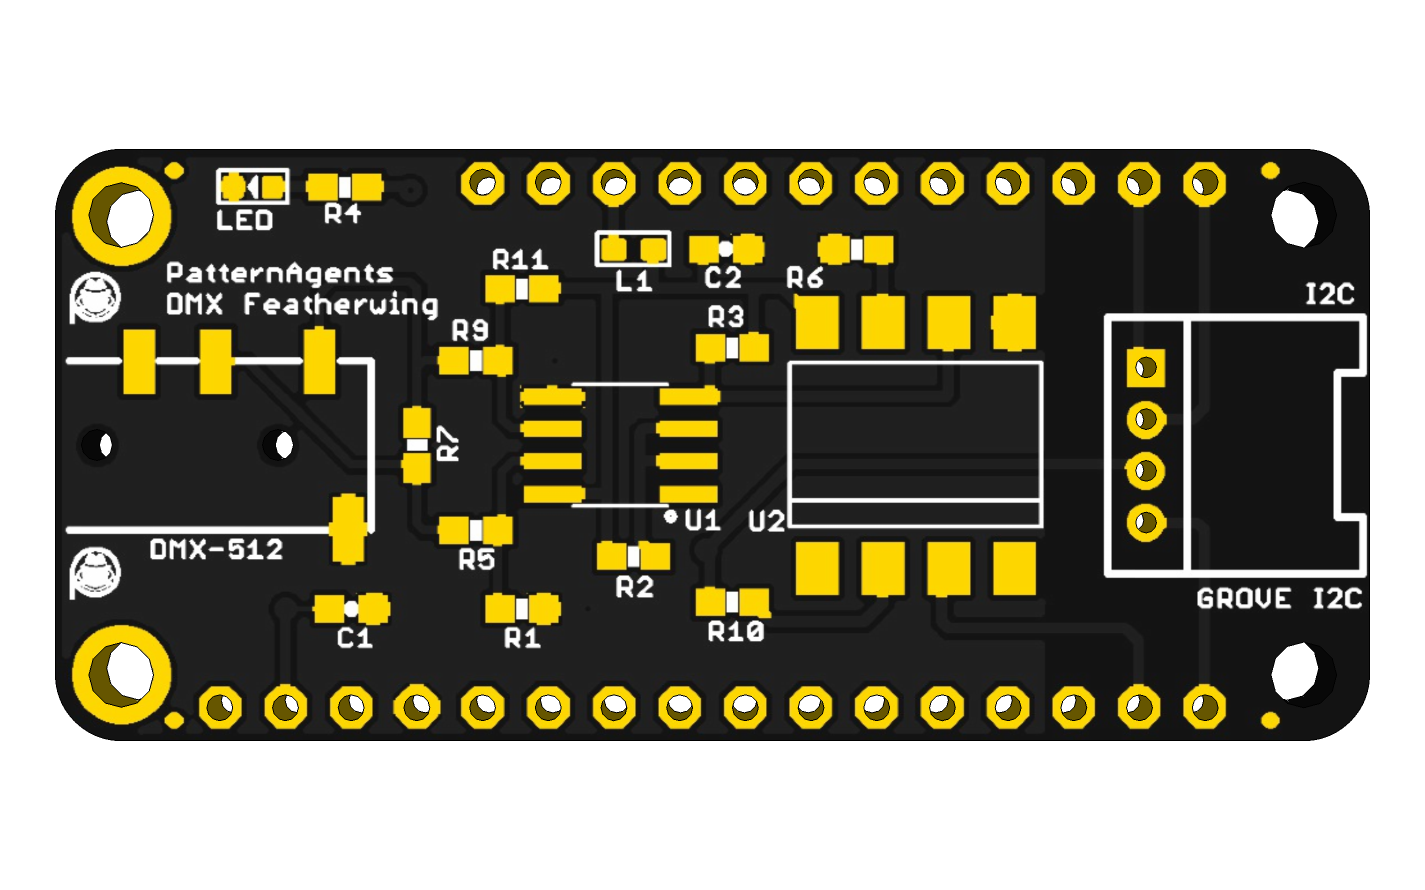 LED
R4
PatternAgents
DMX Featherwing
R11
L1
C2
R6
I2C
R9
R3
R7
U1
U2
DMX-512
R5
R2
GROVE I2C
C1
R1
R10